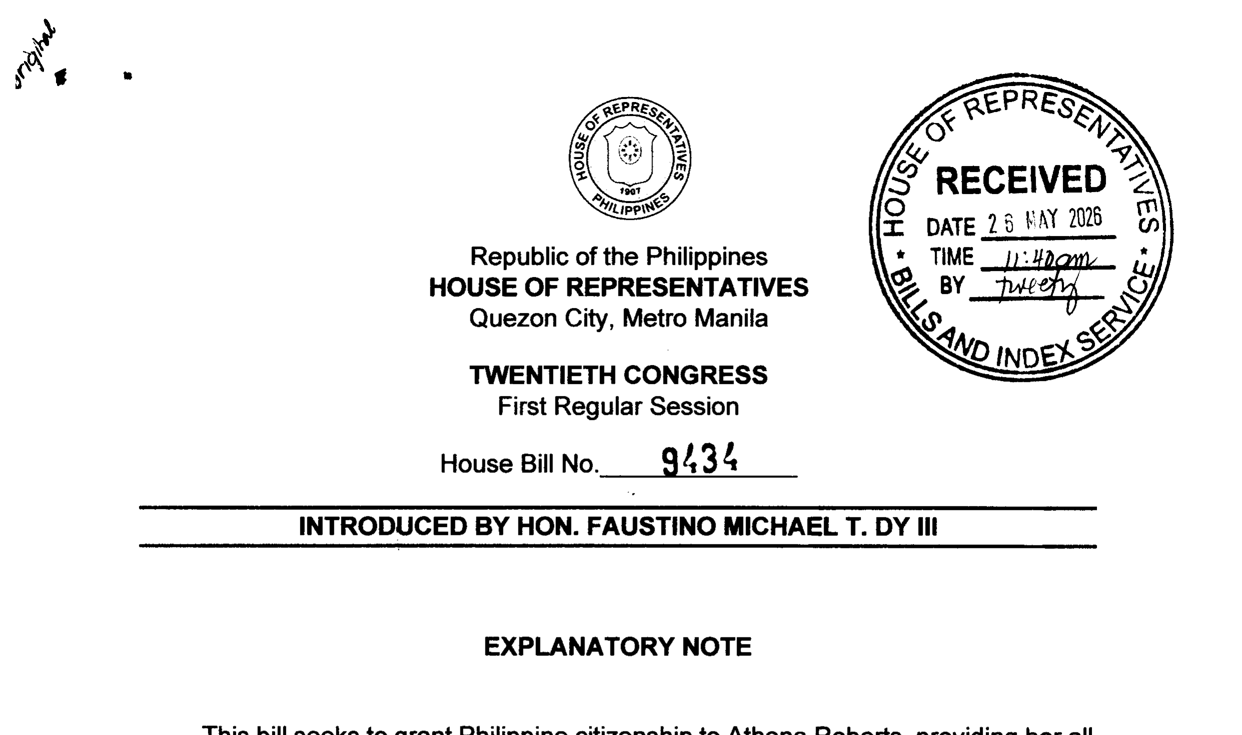 original
HOUSE OF REPRESENTATIVES
1907
PHILIPPINES
HOUSE OF REPRESENTATIVES
RECEIVED
DATE 26 MAY 2026
TIME 11:40am
BY tweety
BILLS AND INDEX SERVICE
Republic of the Philippines
HOUSE OF REPRESENTATIVES
Quezon City, Metro Manila
TWENTIETH CONGRESS
First Regular Session
House Bill No. 9434
INTRODUCED BY HON. FAUSTINO MICHAEL T. DY III
EXPLANATORY NOTE
This bill seeks to grant Philippine citizenship to Athena Roberts, providing her all